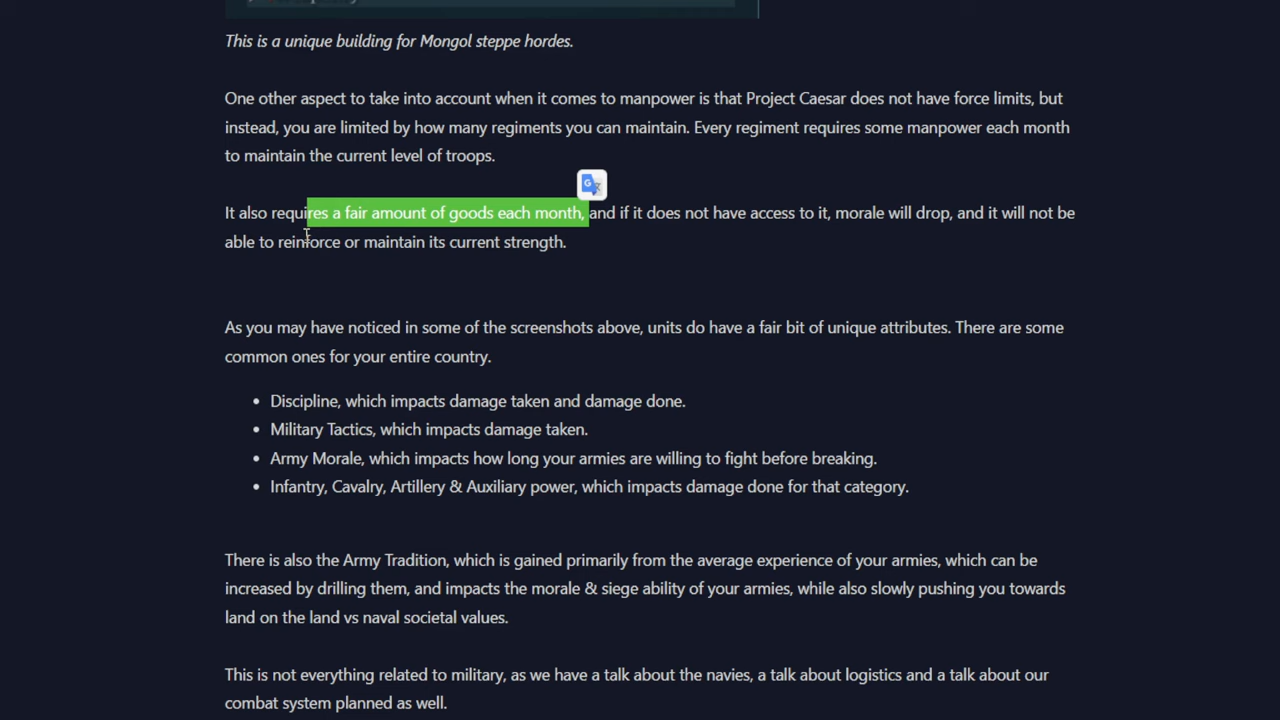 This is a unique building for Mongol steppe hordes.
One other aspect to take into account when it comes to manpower is that Project Caesar does not have force limits, but
instead, you are limited by how many regiments you can maintain. Every regiment requires some manpower each month
to maintain the current level of troops.
It also requires a fair amount of goods each month, and if it does not have access to it, morale will drop, and it will not be
able to reinforce or maintain its current strength.
As you may have noticed in some of the screenshots above, units do have a fair bit of unique attributes. There are some
common ones for your entire country.
• Discipline, which impacts damage taken and damage done.
• Military Tactics, which impacts damage taken.
• Army Morale, which impacts how long your armies are willing to fight before breaking.
• Infantry, Cavalry, Artillery & Auxiliary power, which impacts damage done for that category.
There is also the Army Tradition, which is gained primarily from the average experience of your armies, which can be
increased by drilling them, and impacts the morale & siege ability of your armies, while also slowly pushing you towards
land on the land vs naval societal values.
This is not everything related to military, as we have a talk about the navies, a talk about logistics and a talk about our
combat system planned as well.